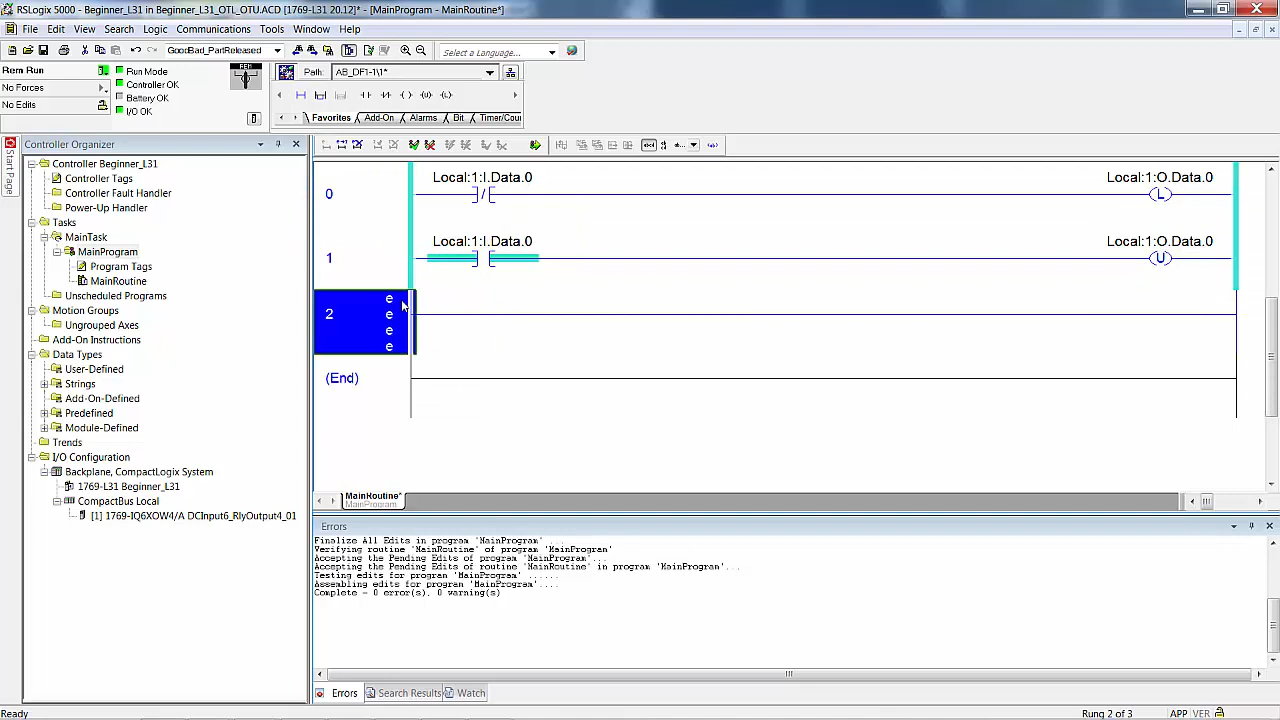 RSLogix 5000 - Beginner_L31 in Beginner_L31_OTL_OTU.ACD [1769-L31 20.12]* - [MainProgram - MainRoutine*]
File Edit View Search Logic Communications Tools Window Help
GoodBad_PartReleased
Select a Language...
Rem Run
No Forces
No Edits
Run Mode
Controller OK
Battery OK
I/O OK
REM
Path: AB_DF1-1\1*
Favorites Add-On Alarms Bit Timer/Cou
Start Page
Controller Organizer
Controller Beginner_L31
Controller Tags
Controller Fault Handler
Power-Up Handler
Tasks
MainTask
MainProgram
Program Tags
MainRoutine
Unscheduled Programs
Motion Groups
Ungrouped Axes
Add-On Instructions
Data Types
User-Defined
Strings
Add-On-Defined
Predefined
Module-Defined
Trends
I/O Configuration
Backplane, CompactLogix System
1769-L31 Beginner_L31
CompactBus Local
[1] 1769-IQ6XOW4/A DCInput6_RlyOutput4_01
Local:1:I.Data.0 Local:1:O.Data.0
0 / L
Local:1:I.Data.0 Local:1:O.Data.0
1 U
e
2 e
e
e
(End)
MainRoutine*
MainProgram
Errors
Finalize All Edits in program 'MainProgram' ...
Verifying routine 'MainRoutine' of program 'MainProgram'
Accepting the Pending Edits of program 'MainProgram'...
Accepting the Pending Edits of routine 'MainRoutine' in program 'MainProgram'...
Testing edits for program 'MainProgram' ......
Assembling edits for program 'MainProgram'....
Complete - 0 error(s), 0 warning(s)
Errors Search Results Watch
Ready Rung 2 of 3 APP VER